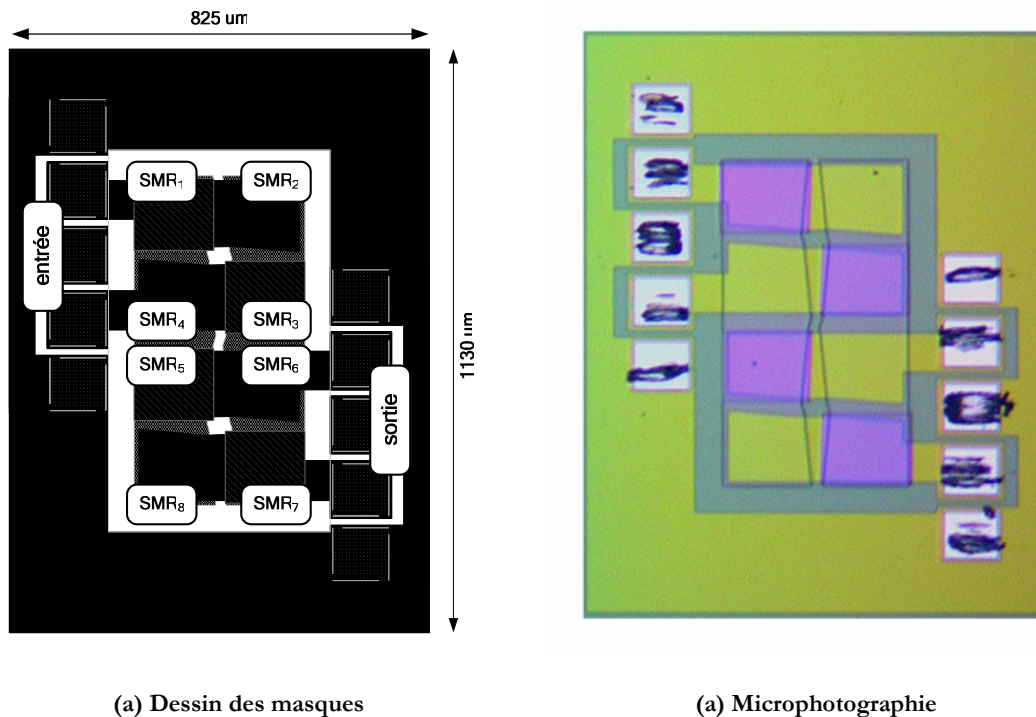 825 um
SMR₁ SMR₂
entrée
SMR₄ SMR₃
SMR₅ SMR₆
1130 um
sortie
SMR₈ SMR₇
(a) Dessin des masques
(a) Microphotographie